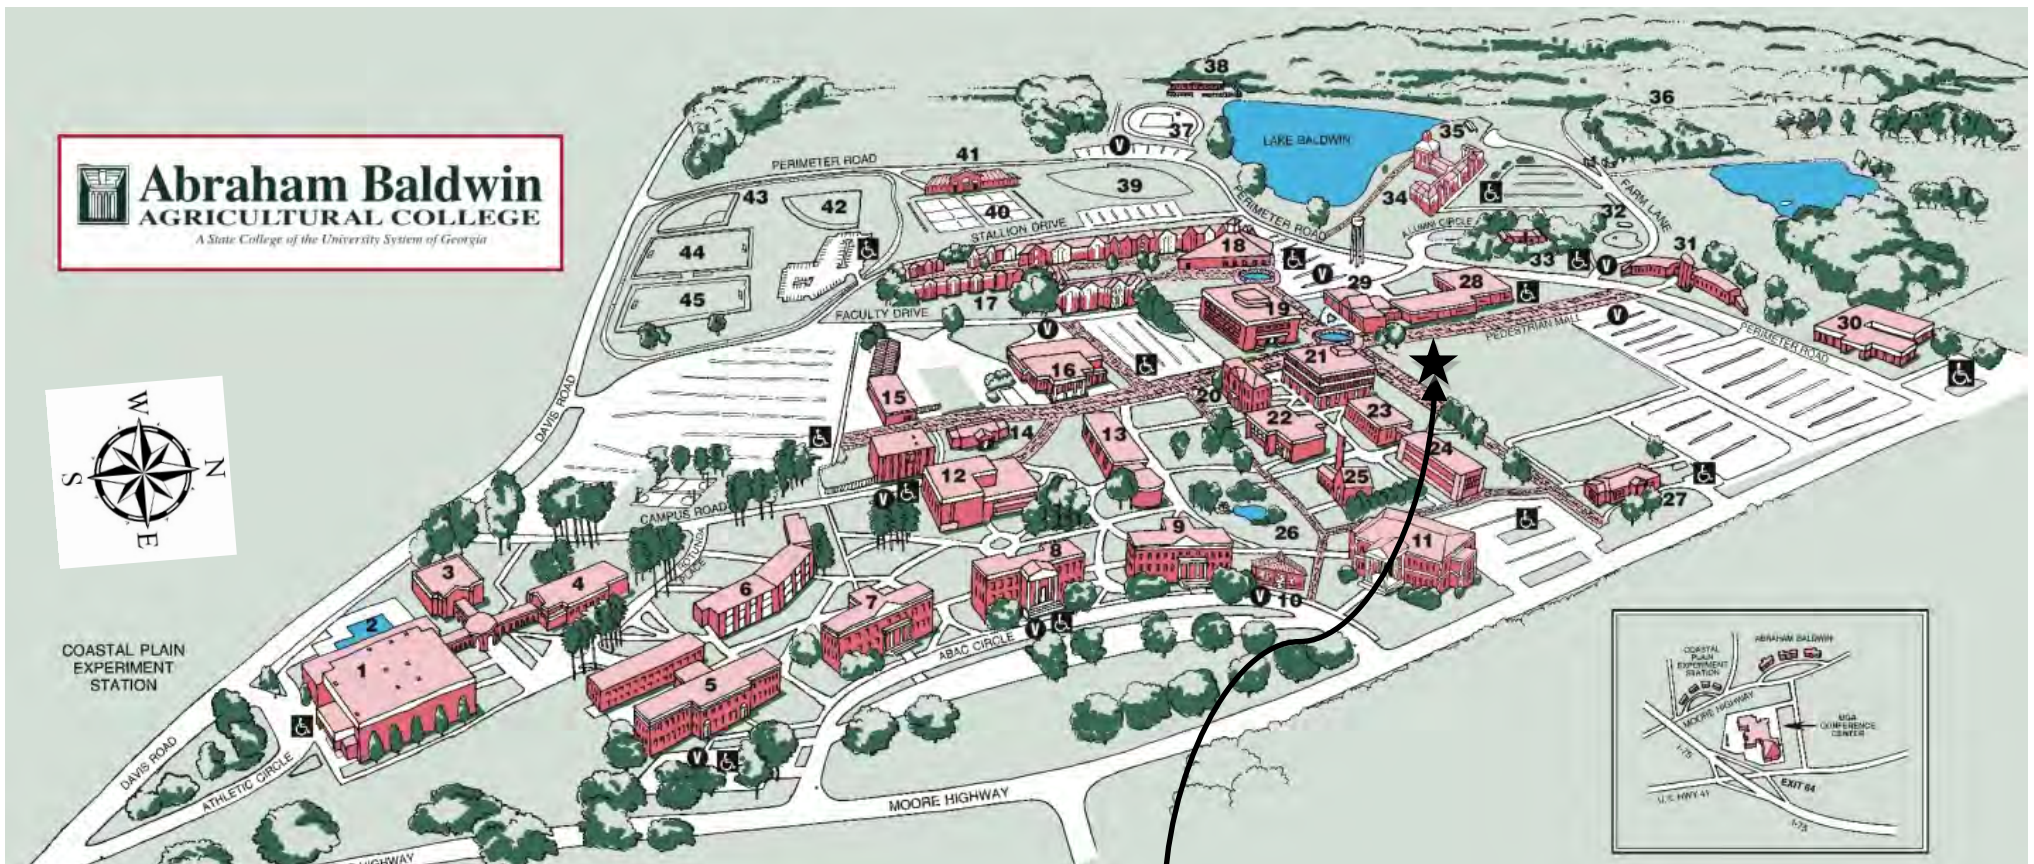 Abraham Baldwin
AGRICULTURAL COLLEGE
A State College of the University System of Georgia
38
36
37
35
LAKE BALDWIN
V
41
PERIMETER ROAD
39
43
42
40
34
32
FARM LANE
PERIMETER ROAD
STALLION DRIVE
ALUMNI CIRCLE
44
18
31
33
V
V
29
28
45
17
19
FACULTY DRIVE
V
V
30
PEDESTRIAN MALL
PERIMETER ROAD
21
16
15
20
23
22
DAVIS ROAD
14
13
24
12
25
27
V
CAMPUS ROAD
W
N
S
E
ROTUNDA
PLACE
9
26
11
8
3
4
6
7
10
V
2
V
ABAC CIRCLE
1
5
COASTAL PLAIN
EXPERIMENT
STATION
V
DAVIS ROAD
ATHLETIC CIRCLE
MOORE HIGHWAY
HIGHWAY
ABRAHAM BALDWIN
COASTAL
PLAIN
EXPERIMENT
STATION
MOORE HIGHWAY
CONFERENCE
CENTER
I-75
EXIT 64
U.S. HWY 41
I-75